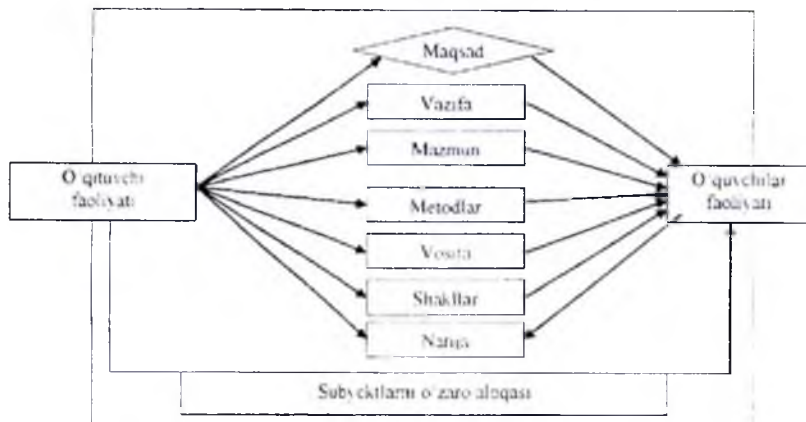 Maqsad
Vazifa
Mazmun
O'qituvchi
faoliyati
O'quvchilar
faoliyati
Metodlar
Vosita
Shakllar
Natija
Subyektlarni o'zaro aloqasi